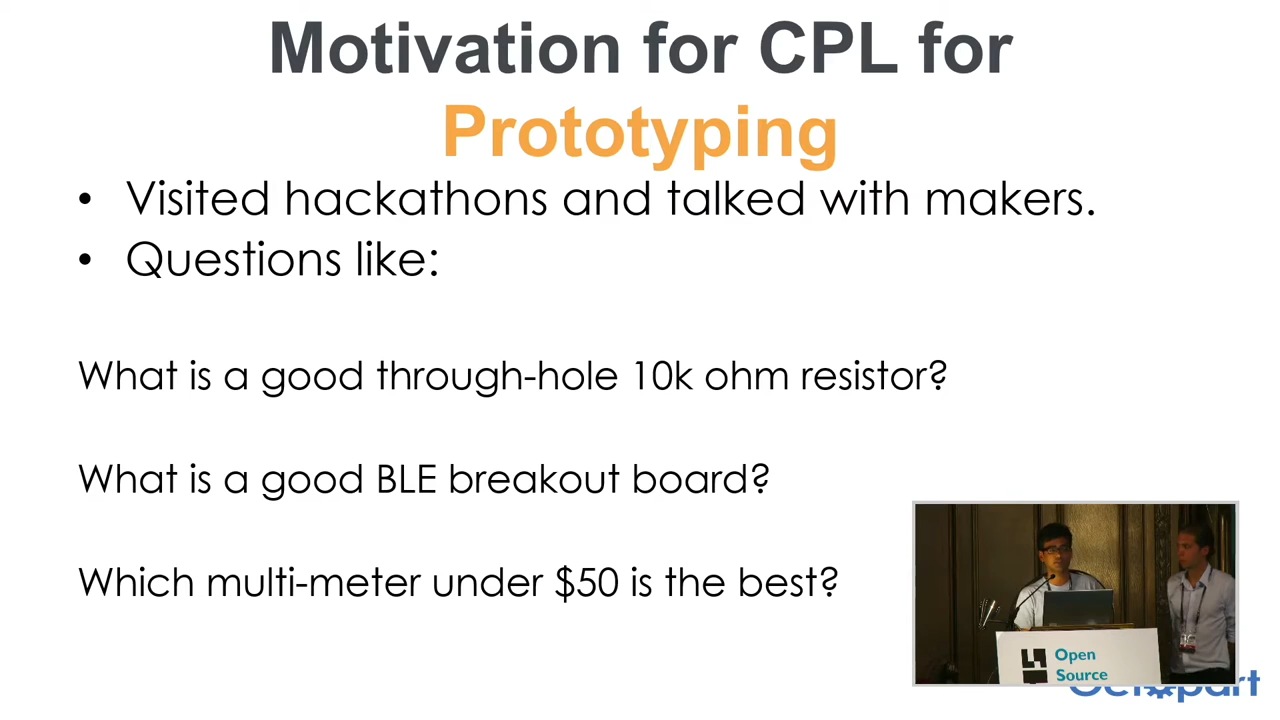 Motivation for CPL for
Prototyping
• Visited hackathons and talked with makers.
• Questions like:
What is a good through-hole 10k ohm resistor?
What is a good BLE breakout board?
Which multi-meter under $50 is the best?
Open
Source
Octopart